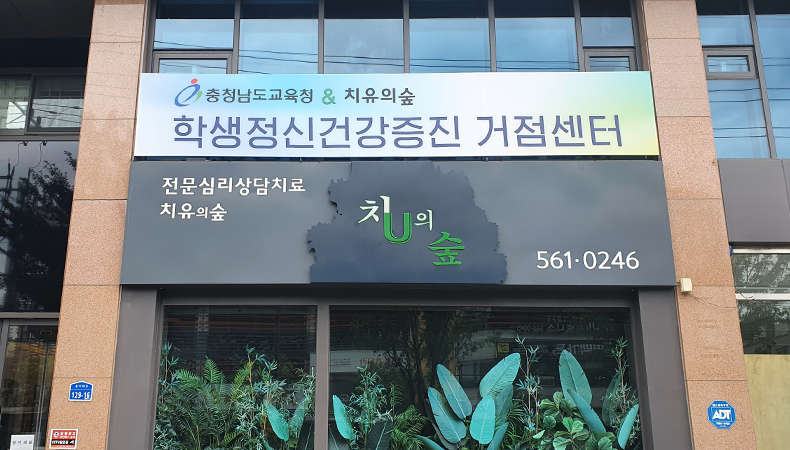 충청남도교육청 & 치유의숲
학생정신건강증진 거점센터
전문심리상담치료
치유의숲
치U의
숲
561·0246
129-16
ADT